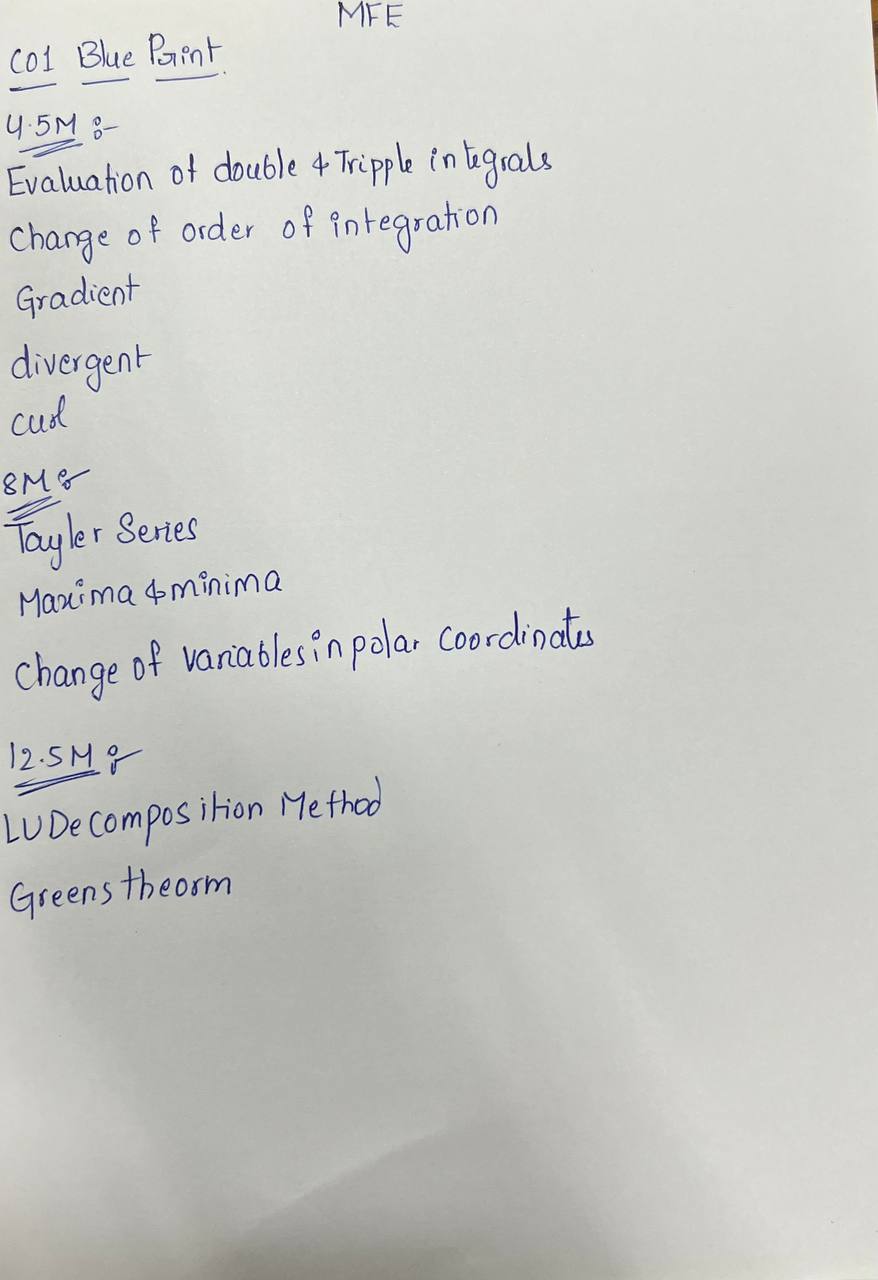 MFE
CO1 Blue Print.
4.5M :-
Evaluation of double & Tripple integrals
Change of order of integration
Gradient
divergent
curl
8M :-
Tayler Series
Maxima & minima
Change of variables in polar coordinates
12.5M :-
LU Decomposition Method
Greens theorm